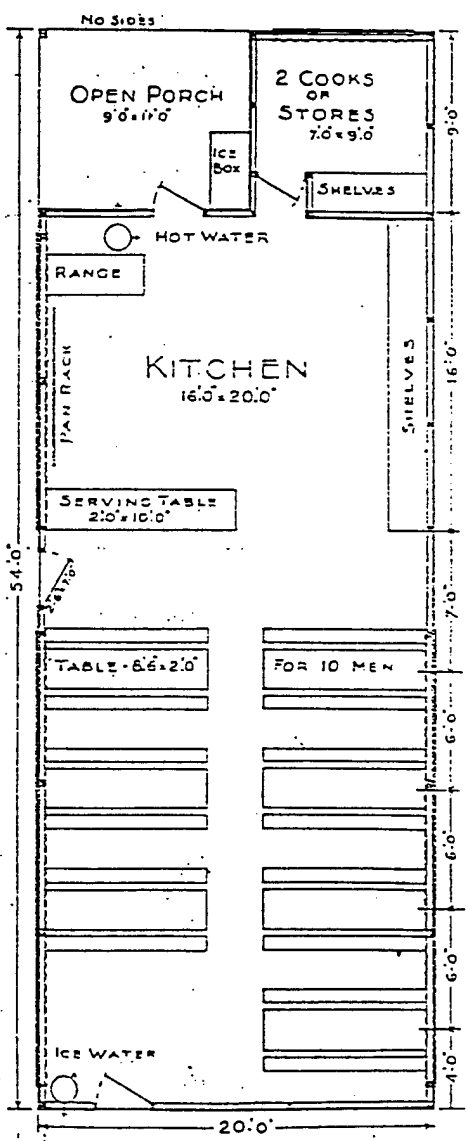 NO SIDES
OPEN PORCH
9'0"x11'0"
2 COOKS
OR
STORES
7'0"x9'0"
ICE
BOX
SHELVES
9'0"
HOT WATER
RANGE
KITCHEN
16'0"x20'0"
PAN RACK
SHELVES
16'0"
SERVING TABLE
2'0"x10'0"
54'0"
7'0"
TABLE - 8'6"x2'0"
FOR 10 MEN
6'0"
6'0"
6'0"
ICE WATER
4'0"
20'0"